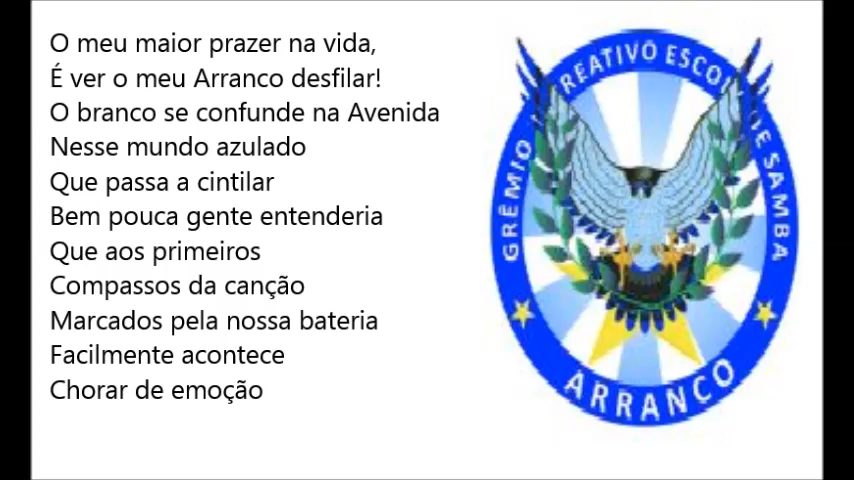 O meu maior prazer na vida,
É ver o meu Arranco desfilar!
O branco se confunde na Avenida
Nesse mundo azulado
Que passa a cintilar
Bem pouca gente entenderia
Que aos primeiros
Compassos da canção
Marcados pela nossa bateria
Facilmente acontece
Chorar de emoção
GRÊMIO REATIVO ESCOL DE SAMBA
ARRANCO